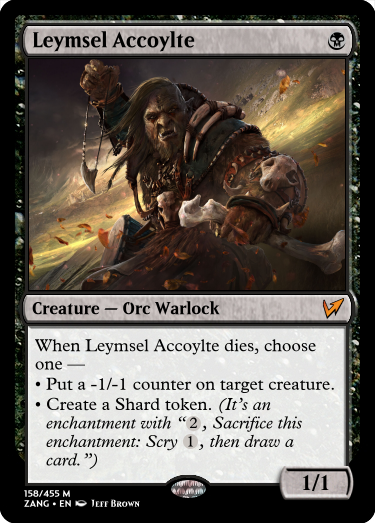 Leymsel Accoylte
Creature — Orc Warlock
When Leymsel Accoylte dies, choose
one —
• Put a -1/-1 counter on target creature.
• Create a Shard token. (It's an
enchantment with “2, Sacrifice this
enchantment: Scry 1, then draw a
card.”)
1/1
158/455 M
ZANG • EN Jeff Brown